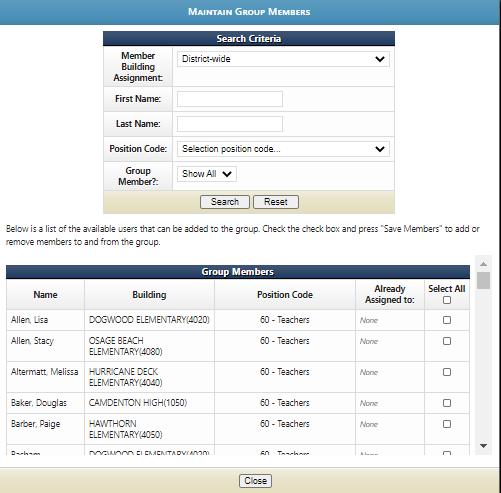 Maintain Group Members
Search Criteria
Member
Building
Assignment:
District-wide
First Name:
Last Name:
Position Code:
Selection position code...
Group
Member?:
Show All
Search Reset
Below is a list of the available users that can be added to the group. Check the check box and press "Save Members" to add or
remove members to and from the group.
Group Members
Name Building Position Code Already
Assigned to: Select All
Allen, Lisa DOGWOOD ELEMENTARY(4020) 60 - Teachers None
Allen, Stacy OSAGE BEACH
ELEMENTARY(4080) 60 - Teachers None
Altermatt, Melissa HURRICANE DECK
ELEMENTARY(4040) 60 - Teachers None
Baker, Douglas CAMDENTON HIGH(1050) 60 - Teachers None
Barber, Paige HAWTHORN
ELEMENTARY(4050) 60 - Teachers None
DOGWOOD ELEMENTARY(4020) 60 - Teachers None
Close